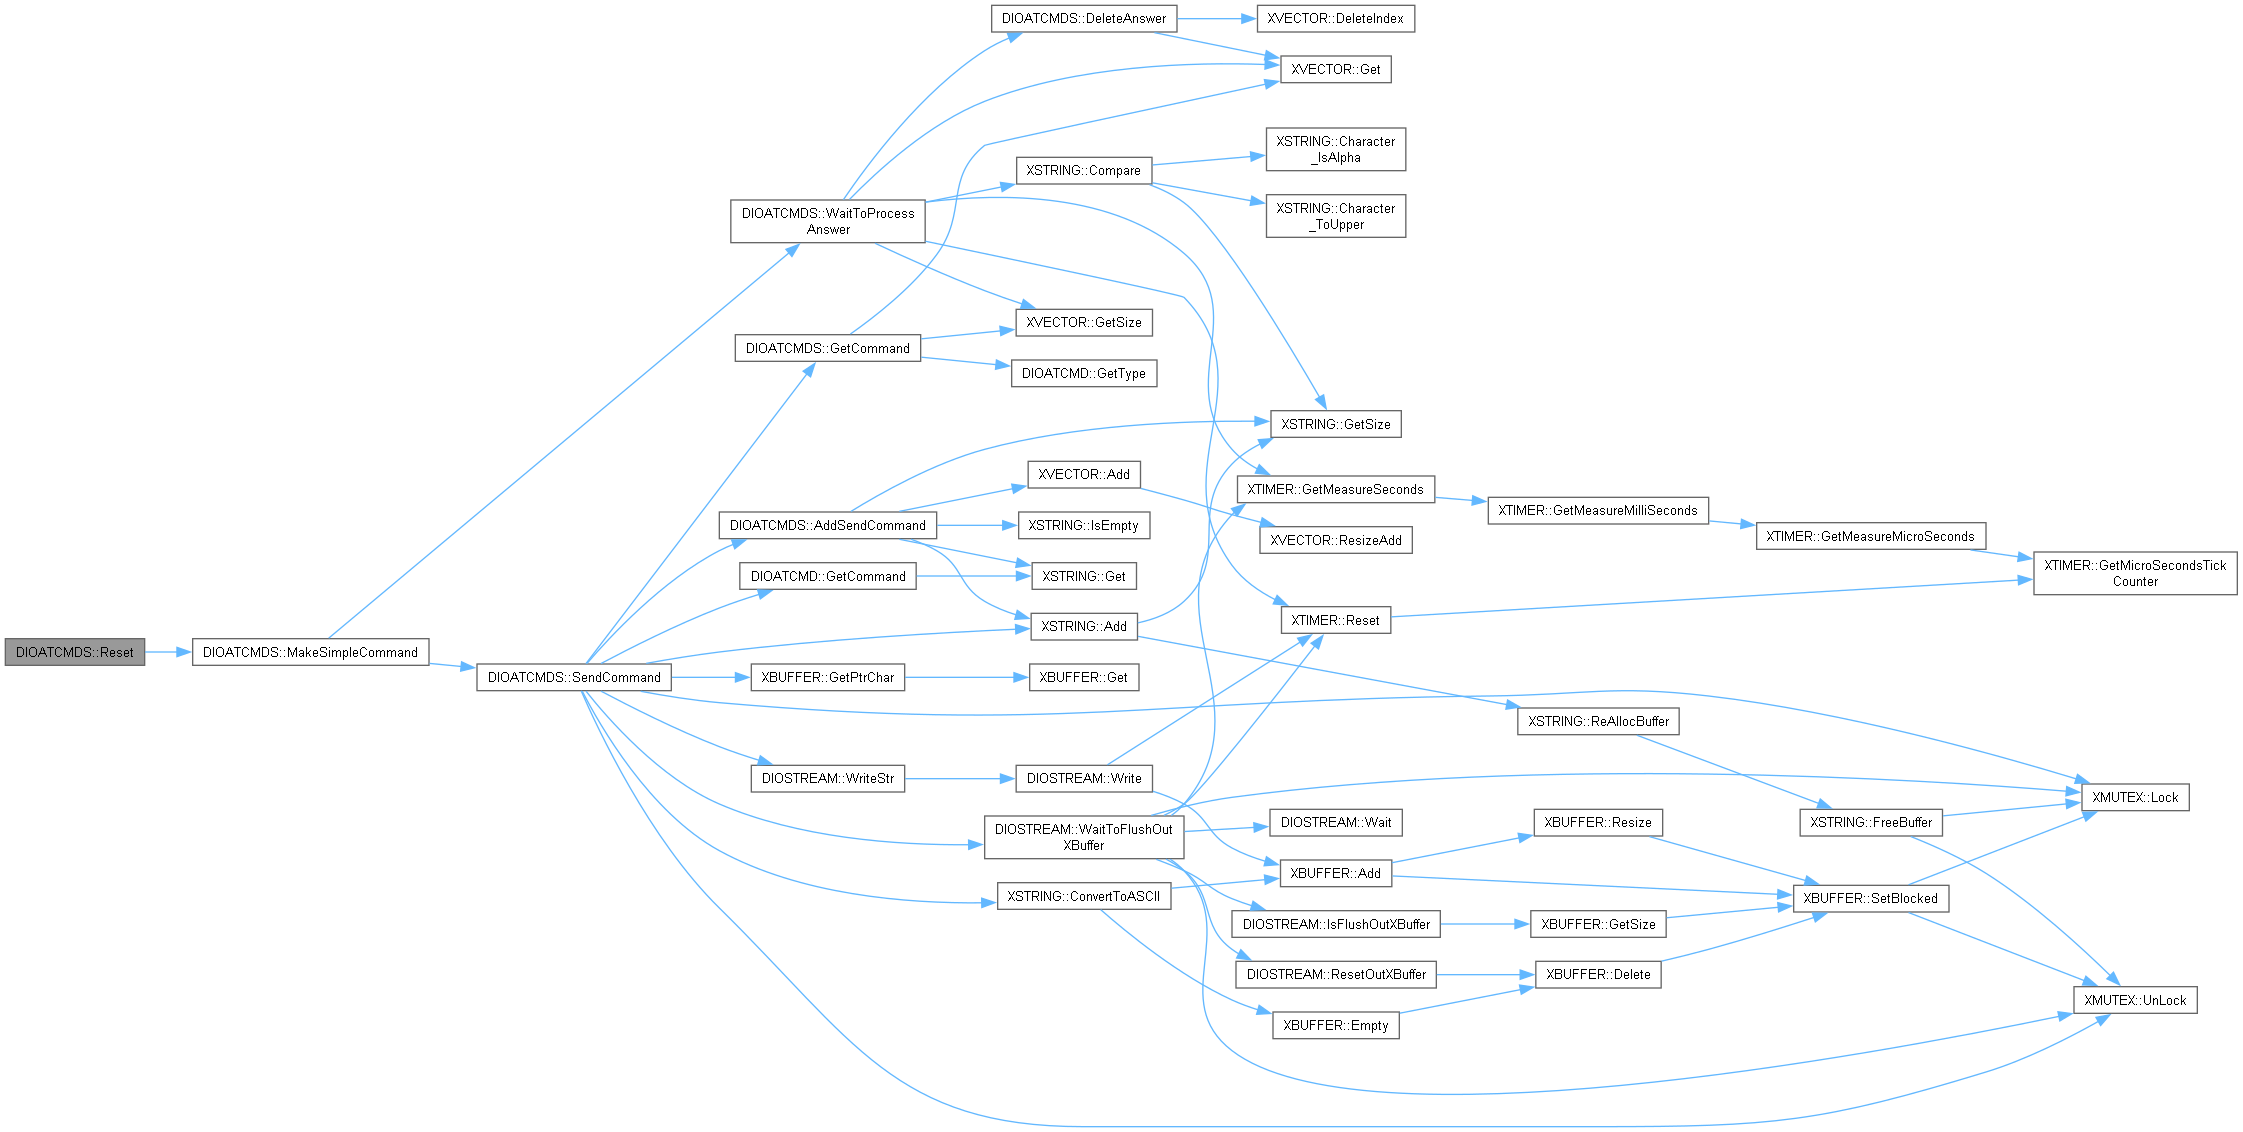 DIOATCMDS::Reset
DIOATCMDS::MakeSimpleCommand
DIOATCMDS::WaitToProcess
Answer
DIOATCMDS::SendCommand
DIOATCMDS::DeleteAnswer
XVECTOR::DeleteIndex
XVECTOR::Get
XSTRING::Compare
XSTRING::Character
_IsAlpha
XSTRING::Character
_ToUpper
XVECTOR::GetSize
DIOATCMDS::GetCommand
DIOATCMD::GetType
XSTRING::GetSize
XVECTOR::Add
XTIMER::GetMeasureSeconds
XTIMER::GetMeasureMilliSeconds
XTIMER::GetMeasureMicroSeconds
XTIMER::GetMicroSecondsTick
Counter
DIOATCMDS::AddSendCommand
XSTRING::IsEmpty
XVECTOR::ResizeAdd
DIOATCMD::GetCommand
XSTRING::Get
XSTRING::Add
XTIMER::Reset
XBUFFER::GetPtrChar
XBUFFER::Get
XSTRING::ReAllocBuffer
DIOSTREAM::WriteStr
DIOSTREAM::Write
XMUTEX::Lock
DIOSTREAM::WaitToFlushOut
XBuffer
DIOSTREAM::Wait
XBUFFER::Resize
XSTRING::FreeBuffer
XBUFFER::Add
XSTRING::ConvertToASCII
XBUFFER::SetBlocked
DIOSTREAM::IsFlushOutXBuffer
XBUFFER::GetSize
DIOSTREAM::ResetOutXBuffer
XBUFFER::Delete
XMUTEX::UnLock
XBUFFER::Empty